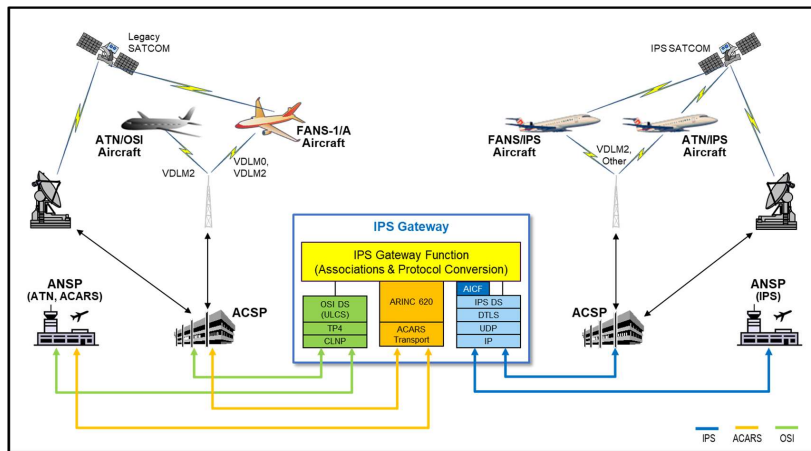 Legacy
SATCOM
IPS SATCOM
ATN/OSI
Aircraft
FANS-1/A
Aircraft
FANS/IPS
Aircraft
ATN/IPS
Aircraft
VDLM2
VDLM0,
VDLM2
VDLM2,
Other
IPS Gateway
IPS Gateway Function
(Associations & Protocol Conversion)
OSI DS
(ULCS)
TP4
CLNP
ARINC 620
ACARS
Transport
AICF
IPS DS
DTLS
UDP
IP
ANSP
(ATN, ACARS)
ACSP
ACSP
ANSP
(IPS)
IPS
ACARS
OSI